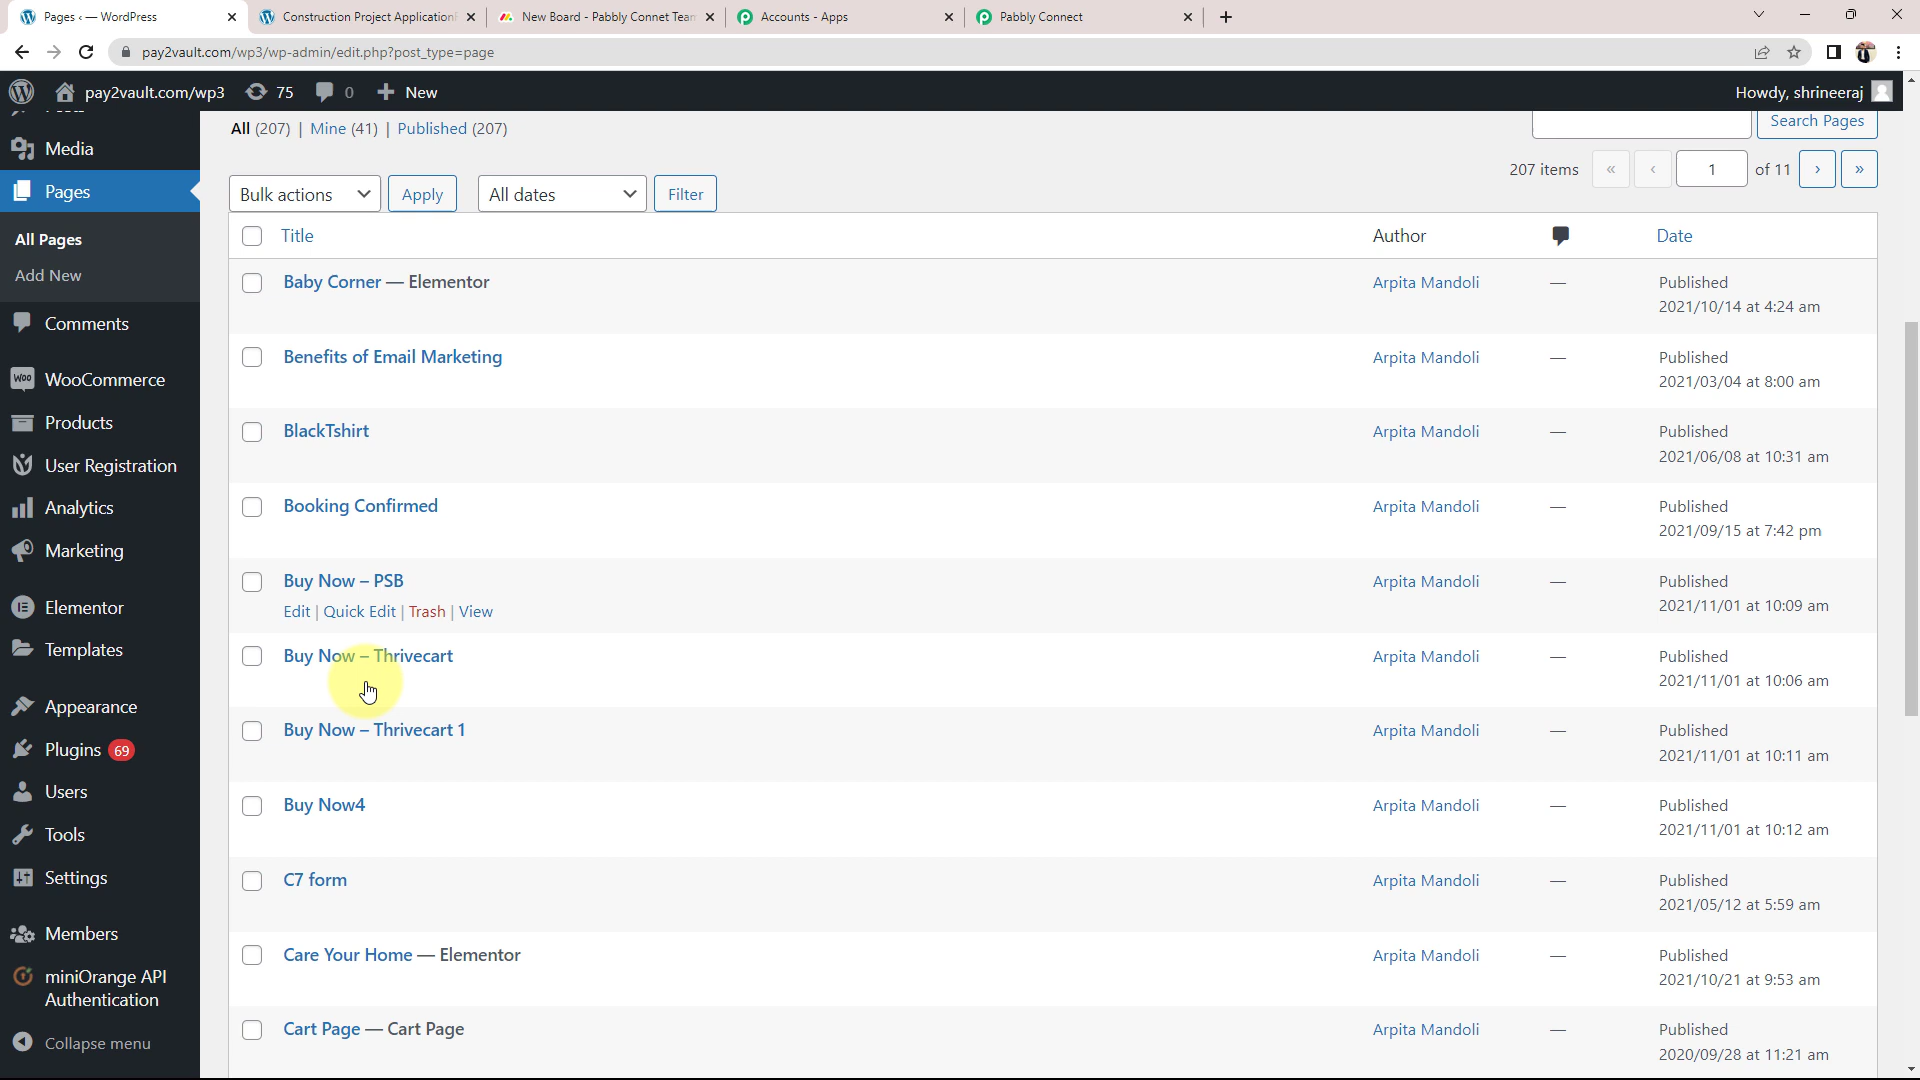 Pages ‹ — WordPress
Construction Project Application
New Board - Pabbly Connet Team
Accounts - Apps
Pabbly Connect
pay2vault.com/wp3/wp-admin/edit.php?post_type=page
pay2vault.com/wp3
75
0
New
Howdy, shrineeraj
Media
Pages
All Pages
Add New
Comments
WooCommerce
Products
User Registration
Analytics
Marketing
Elementor
Templates
Appearance
Plugins 69
Users
Tools
Settings
Members
miniOrange API
Authentication
Collapse menu
All (207) | Mine (41) | Published (207)
Search Pages
Bulk actions
Apply
All dates
Filter
207 items « ‹ 1 of 11 › »
Title Author Date
Baby Corner — Elementor Arpita Mandoli — Published
2021/10/14 at 4:24 am
Benefits of Email Marketing Arpita Mandoli — Published
2021/03/04 at 8:00 am
BlackTshirt Arpita Mandoli — Published
2021/06/08 at 10:31 am
Booking Confirmed Arpita Mandoli — Published
2021/09/15 at 7:42 pm
Buy Now – PSB Arpita Mandoli — Published
Edit | Quick Edit | Trash | View 2021/11/01 at 10:09 am
Buy Now – Thrivecart Arpita Mandoli — Published
2021/11/01 at 10:06 am
Buy Now – Thrivecart 1 Arpita Mandoli — Published
2021/11/01 at 10:11 am
Buy Now4 Arpita Mandoli — Published
2021/11/01 at 10:12 am
C7 form Arpita Mandoli — Published
2021/05/12 at 5:59 am
Care Your Home — Elementor Arpita Mandoli — Published
2021/10/21 at 9:53 am
Cart Page — Cart Page Arpita Mandoli — Published
2020/09/28 at 11:21 am